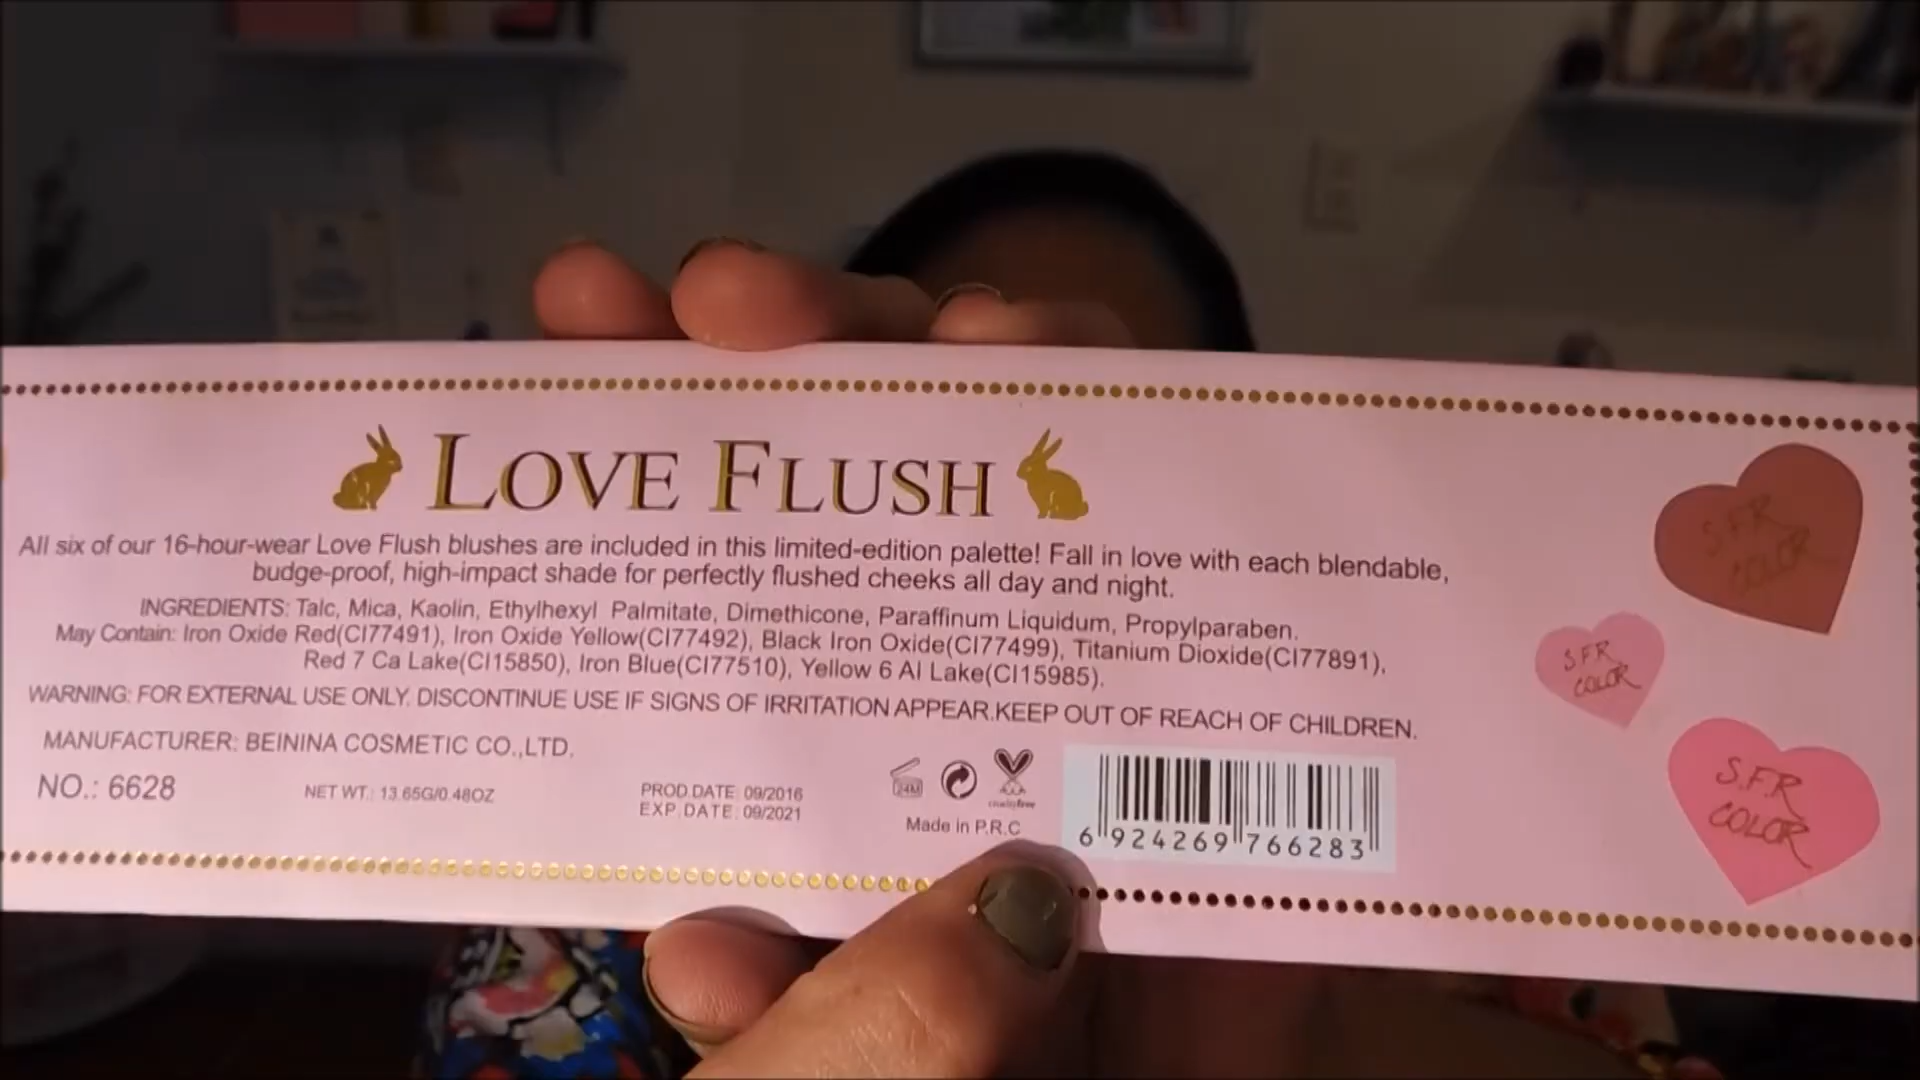 LOVE FLUSH
All six of our 16-hour-wear Love Flush blushes are included in this limited-edition palette! Fall in love with each blendable,
budge-proof, high-impact shade for perfectly flushed cheeks all day and night.
INGREDIENTS: Talc, Mica, Kaolin, Ethylhexyl Palmitate, Dimethicone, Paraffinum Liquidum, Propylparaben.
May Contain: Iron Oxide Red(CI77491), Iron Oxide Yellow(CI77492), Black Iron Oxide(CI77499), Titanium Dioxide(CI77891),
Red 7 Ca Lake(CI15850), Iron Blue(CI77510), Yellow 6 Al Lake(CI15985).
WARNING: FOR EXTERNAL USE ONLY. DISCONTINUE USE IF SIGNS OF IRRITATION APPEAR.KEEP OUT OF REACH OF CHILDREN.
MANUFACTURER: BEININA COSMETIC CO.,LTD.
NO.: 6628
NET WT.: 13.65G/0.48OZ
PROD.DATE: 09/2016
EXP.DATE: 09/2021
24M
crueltyfree
Made in P.R.C
6 924269 766283
S.F.R
COLOR
S.F.R
COLOR
S.F.R
COLOR